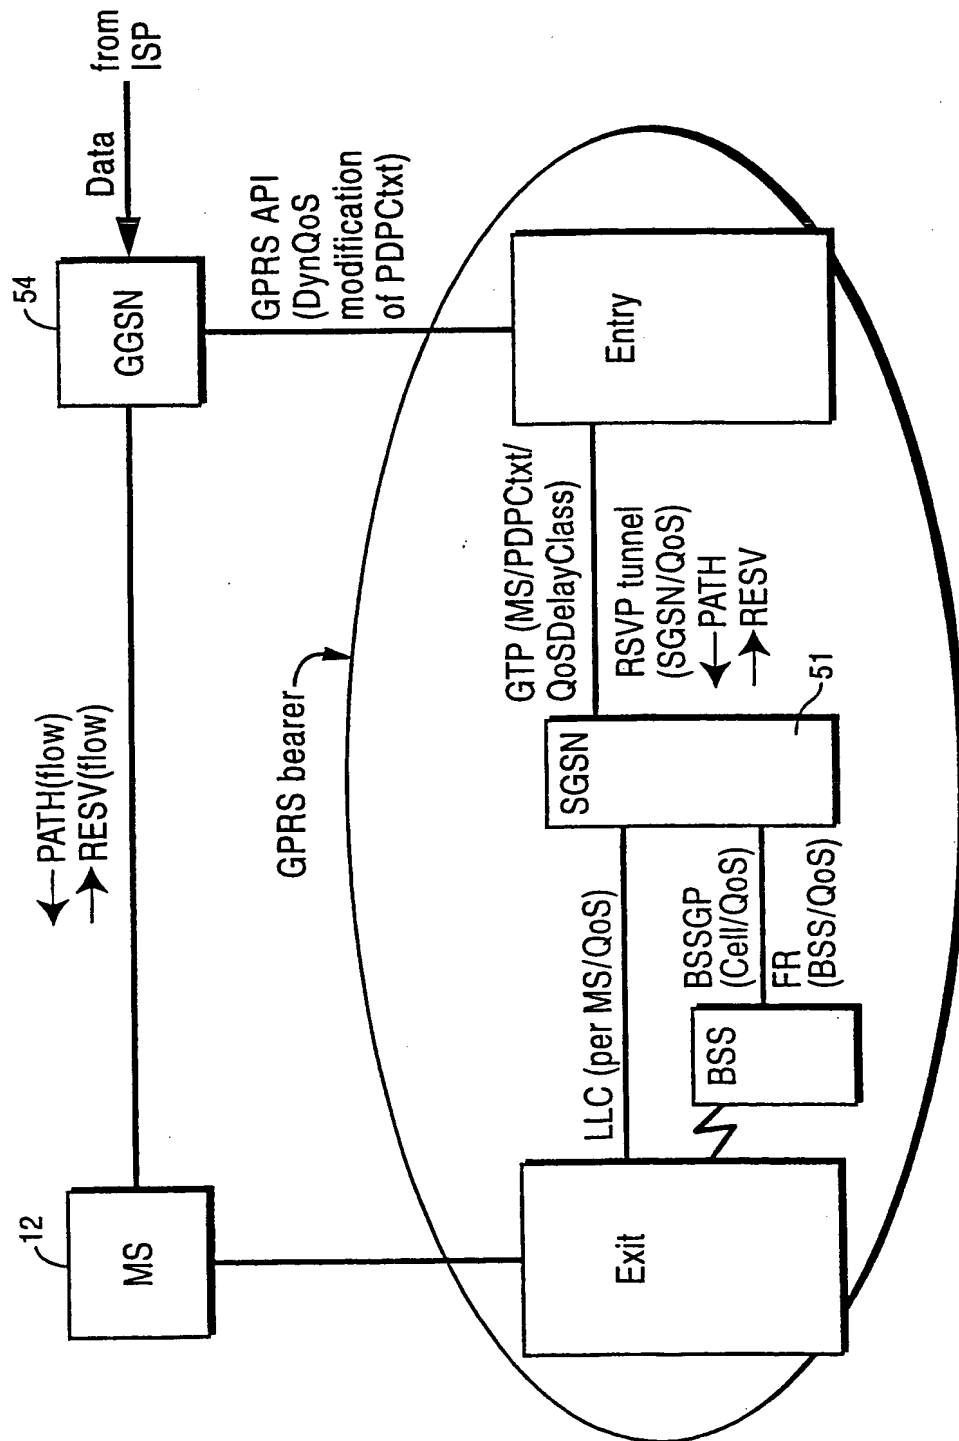 12
MS
←PATH(flow)
→RESV(flow)
54
GGSN
Data
from
ISP
GPRS API
(DynQoS
modification
of PDPCtxt)
GPRS bearer
Exit
LLC (per MS/QoS)
BSS
BSSGP
(Cell/QoS)
FR
(BSS/QoS)
SGSN
51
GTP (MS/PDPCtxt/
QoSDelayClass)
RSVP tunnel
(SGSN/QoS)
←PATH
→RESV
Entry